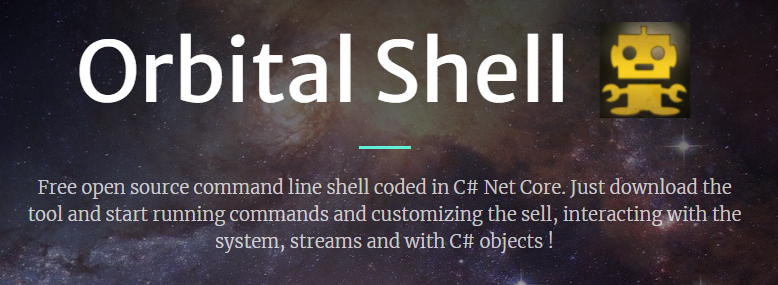 Orbital Shell
Free open source command line shell coded in C# Net Core. Just download the
tool and start running commands and customizing the sell; interacting with the
system, streams and with C# objects !